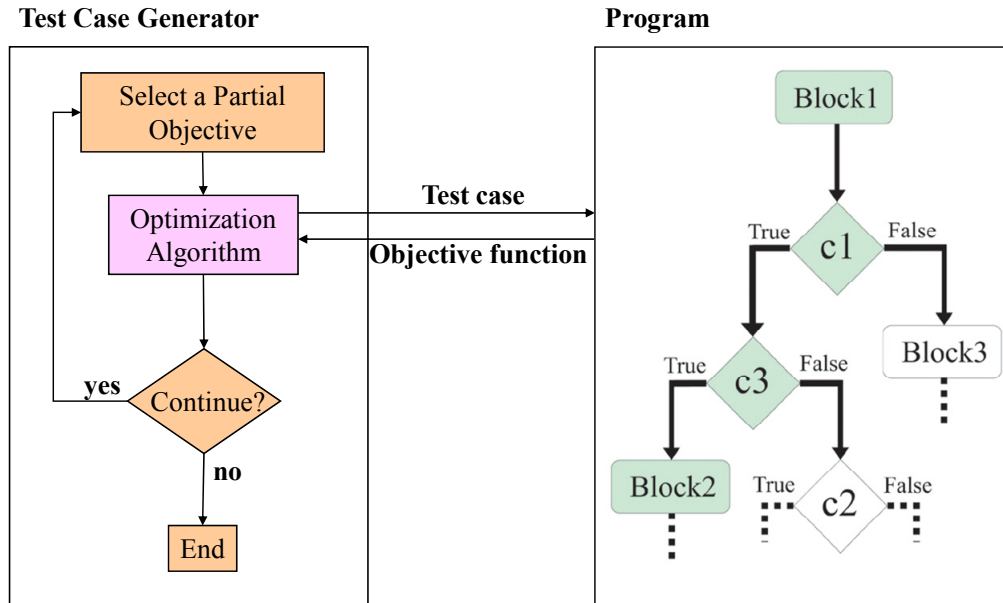 Test Case Generator
Select a Partial
Objective
Optimization
Algorithm
Continue?
yes
no
End
Test case
Objective function
Program
Block1
True
False
c1
Block3
True
False
c3
Block2
True
False
c2